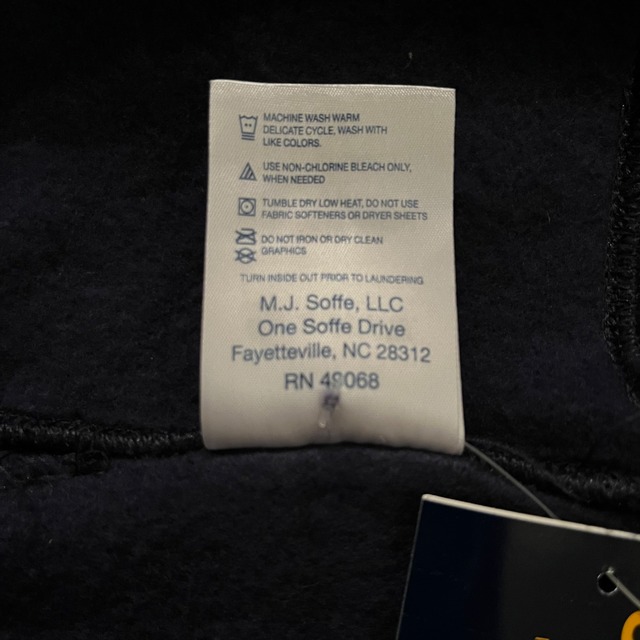 MACHINE WASH WARM
DELICATE CYCLE, WASH WITH
LIKE COLORS.
USE NON-CHLORINE BLEACH ONLY,
WHEN NEEDED
TUMBLE DRY LOW HEAT, DO NOT USE
FABRIC SOFTENERS OR DRYER SHEETS
DO NOT IRON OR DRY CLEAN
GRAPHICS
TURN INSIDE OUT PRIOR TO LAUNDERING
M.J. Soffe, LLC
One Soffe Drive
Fayetteville, NC 28312
RN 49068